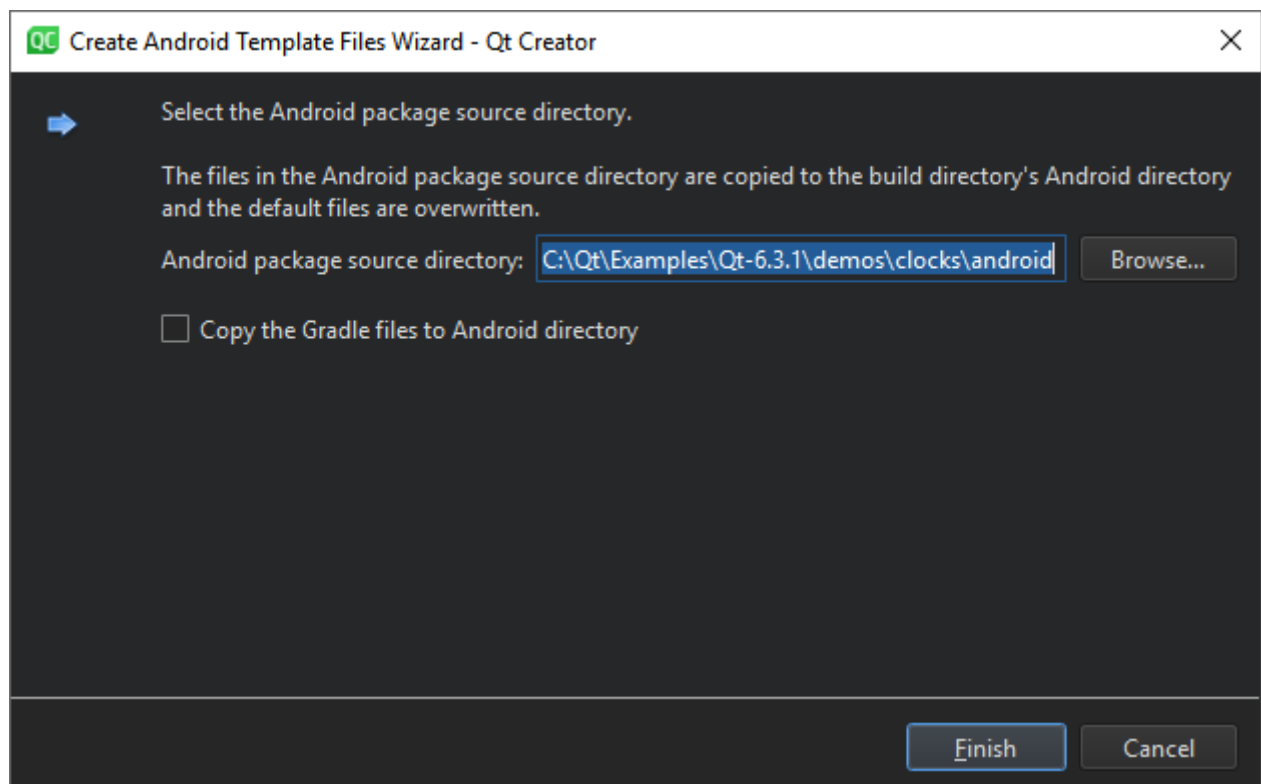 QC Create Android Template Files Wizard - Qt Creator
Select the Android package source directory.
The files in the Android package source directory are copied to the build directory's Android directory
and the default files are overwritten.
Android package source directory: C:\Qt\Examples\Qt-6.3.1\demos\clocks\android Browse...
Copy the Gradle files to Android directory
Finish Cancel